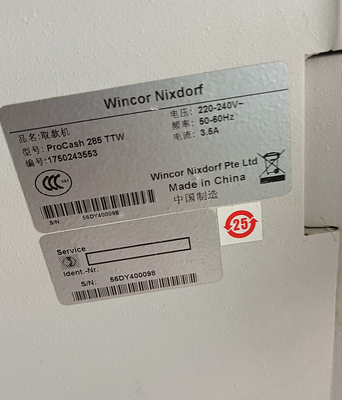 Wincor Nixdorf
品名: 取款机
型号: ProCash 285 TTW
编号: 1750243553
电压: 220-240V~
频率: 50-60Hz
电流: 3.5A
CCC
Wincor Nixdorf Pte Ltd
Made in China
中国制造
S/N: 56DY400098
25
Service
Ident.-Nr.
S/N: 56DY400098